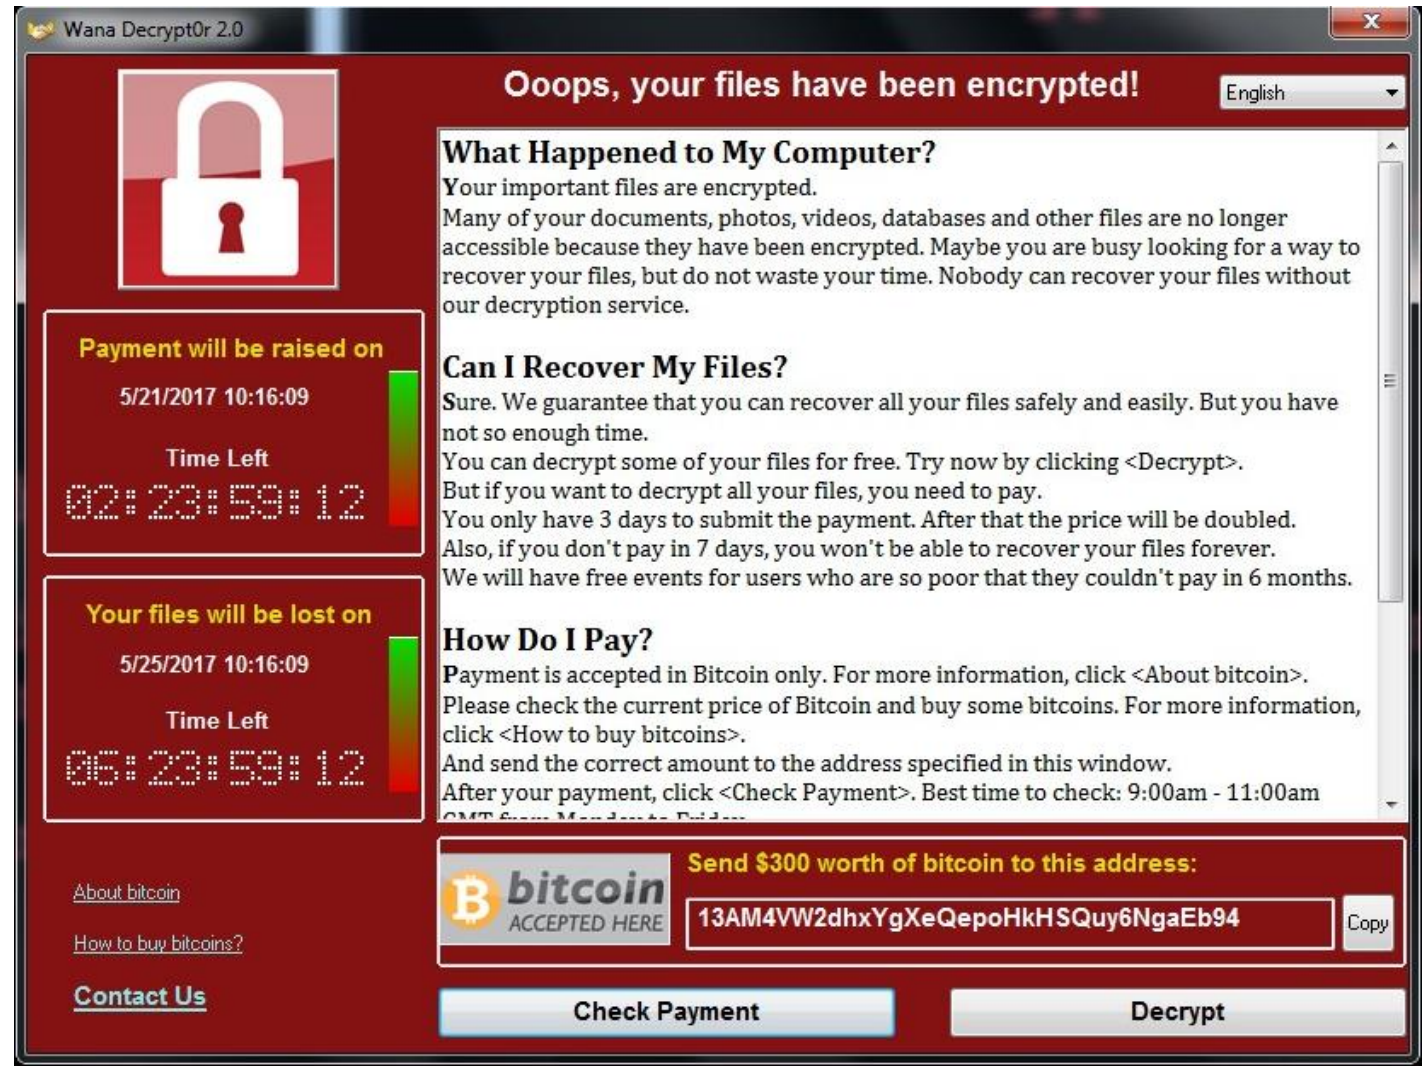 Wana Decrypt0r 2.0
Ooops, your files have been encrypted!
English
What Happened to My Computer?
Your important files are encrypted.
Many of your documents, photos, videos, databases and other files are no longer
accessible because they have been encrypted. Maybe you are busy looking for a way to
recover your files, but do not waste your time. Nobody can recover your files without
our decryption service.
Can I Recover My Files?
Sure. We guarantee that you can recover all your files safely and easily. But you have
not so enough time.
You can decrypt some of your files for free. Try now by clicking <Decrypt>.
But if you want to decrypt all your files, you need to pay.
You only have 3 days to submit the payment. After that the price will be doubled.
Also, if you don't pay in 7 days, you won't be able to recover your files forever.
We will have free events for users who are so poor that they couldn't pay in 6 months.
How Do I Pay?
Payment is accepted in Bitcoin only. For more information, click <About bitcoin>.
Please check the current price of Bitcoin and buy some bitcoins. For more information,
click <How to buy bitcoins>.
And send the correct amount to the address specified in this window.
After your payment, click <Check Payment>. Best time to check: 9:00am - 11:00am
GMT from Monday to Friday
Payment will be raised on
5/21/2017 10:16:09
Time Left
02:23:59:12
Your files will be lost on
5/25/2017 10:16:09
Time Left
06:23:59:12
About bitcoin
How to buy bitcoins?
Contact Us
bitcoin
ACCEPTED HERE
Send $300 worth of bitcoin to this address:
13AM4VW2dhxYgXeQepoHkHSQuy6NgaEb94
Copy
Check Payment
Decrypt